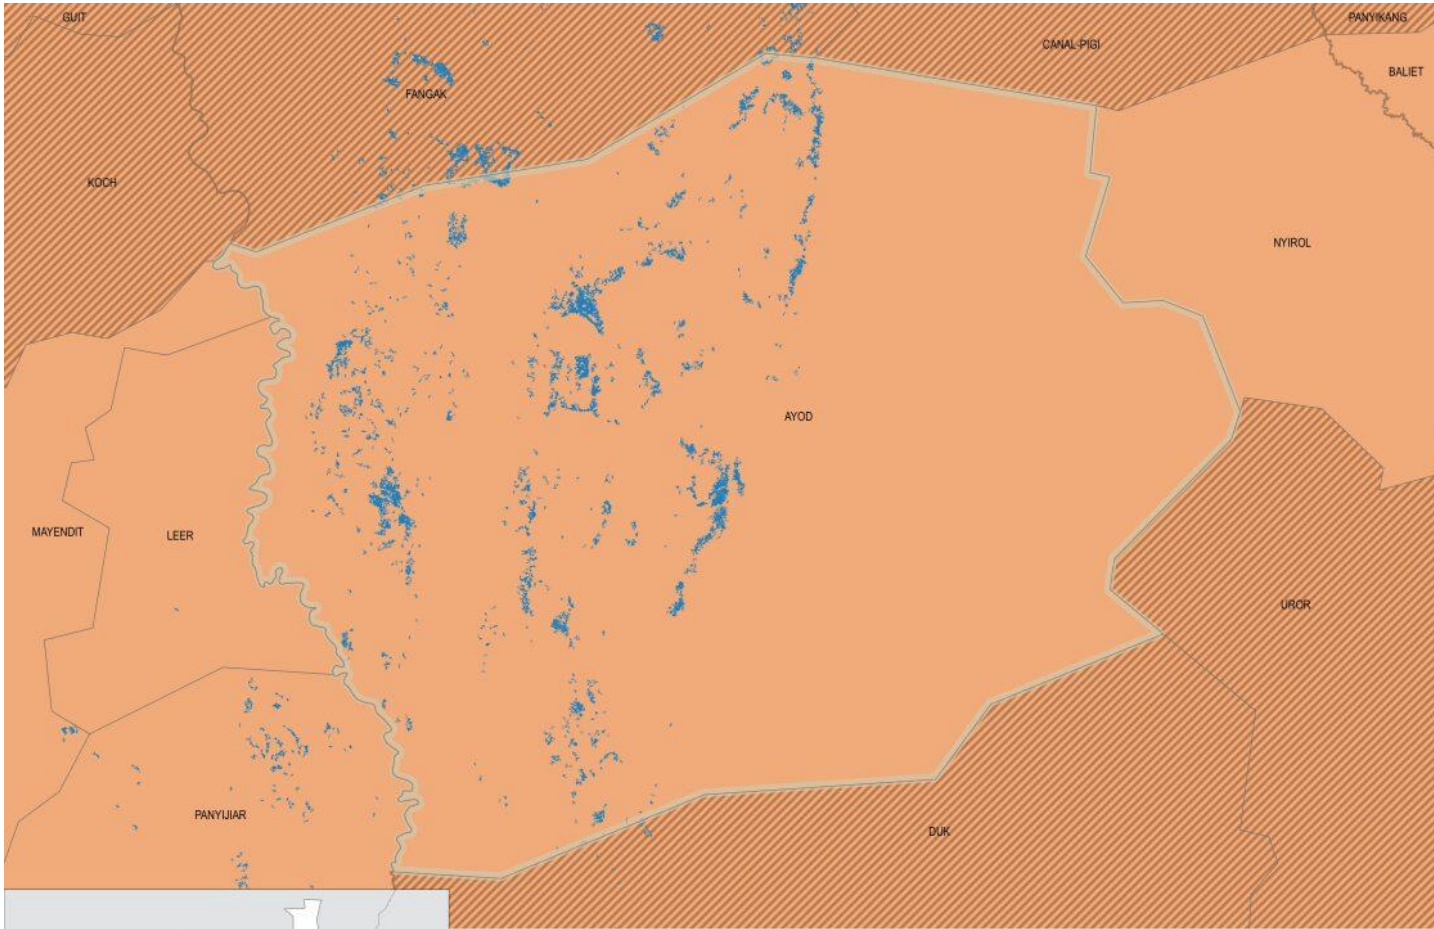 GUIT
PANYIKANG
CANAL-PIGI
BALIET
FANGAK
KOCH
NYIROL
AYOD
MAYENDIT
LEER
UROR
PANYIJIAR
DUK